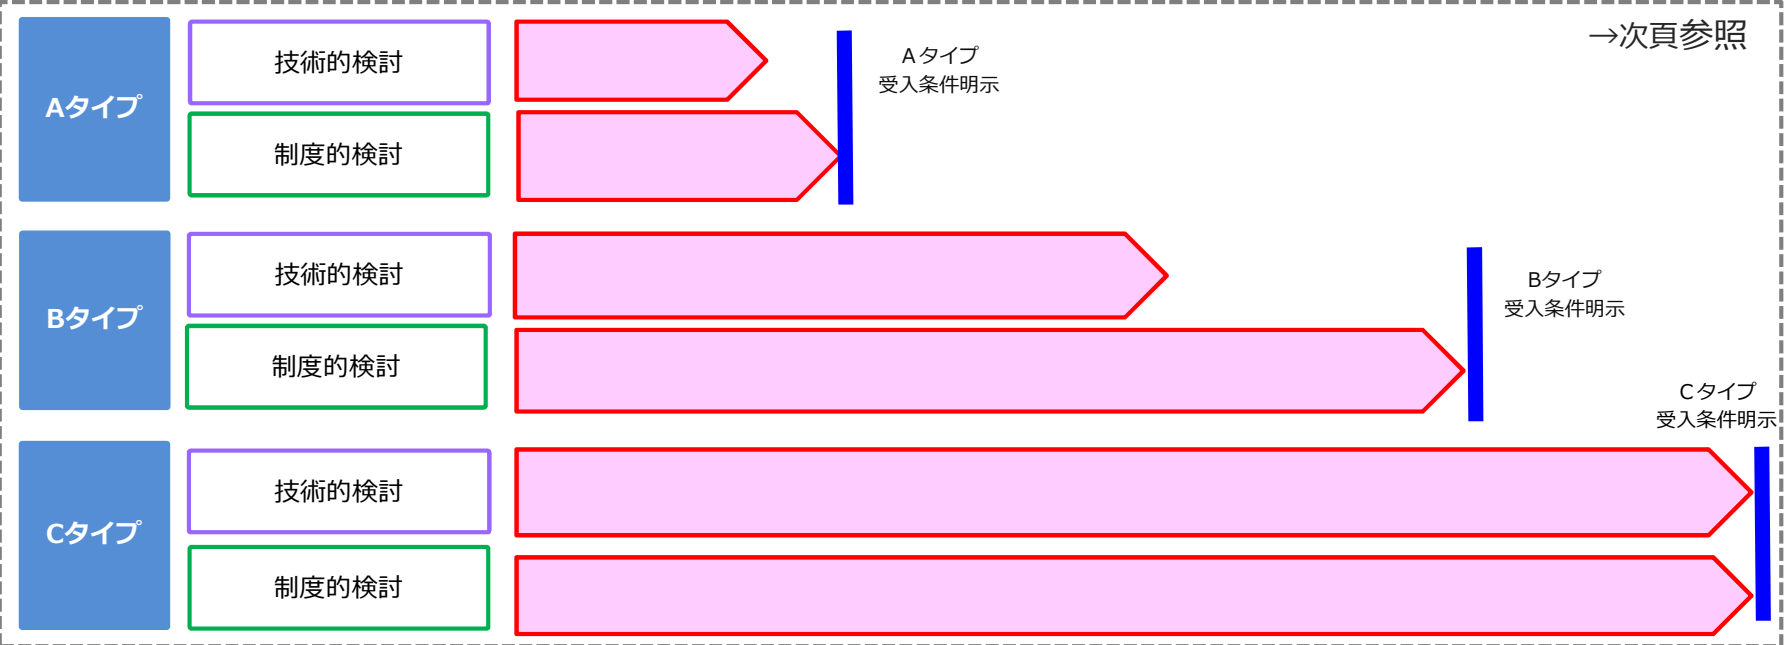 →次頁参照
Aタイプ
技術的検討
制度的検討
Aタイプ
受入条件明示
Bタイプ
技術的検討
制度的検討
Bタイプ
受入条件明示
Cタイプ
技術的検討
制度的検討
Cタイプ
受入条件明示